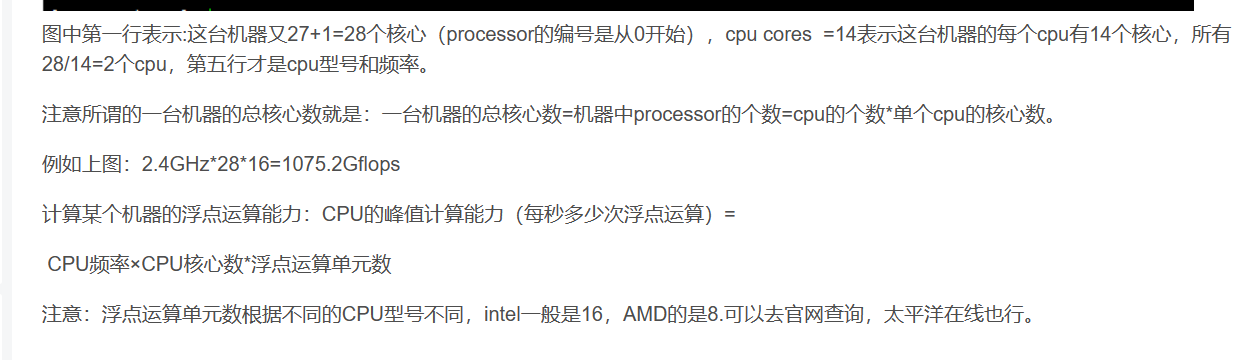 图中第一行表示:这台机器又27+1=28个核心（processor的编号是从0开始），cpu cores  =14表示这台机器的每个cpu有14个核心，所有
28/14=2个cpu，第五行才是cpu型号和频率。
注意所谓的一台机器的总核心数就是：一台机器的总核心数=机器中processor的个数=cpu的个数*单个cpu的核心数。
例如上图：2.4GHz*28*16=1075.2Gflops
计算某个机器的浮点运算能力：CPU的峰值计算能力（每秒多少次浮点运算）=
CPU频率×CPU核心数*浮点运算单元数
注意：浮点运算单元数根据不同的CPU型号不同，intel一般是16，AMD的是8.可以去官网查询，太平洋在线也行。